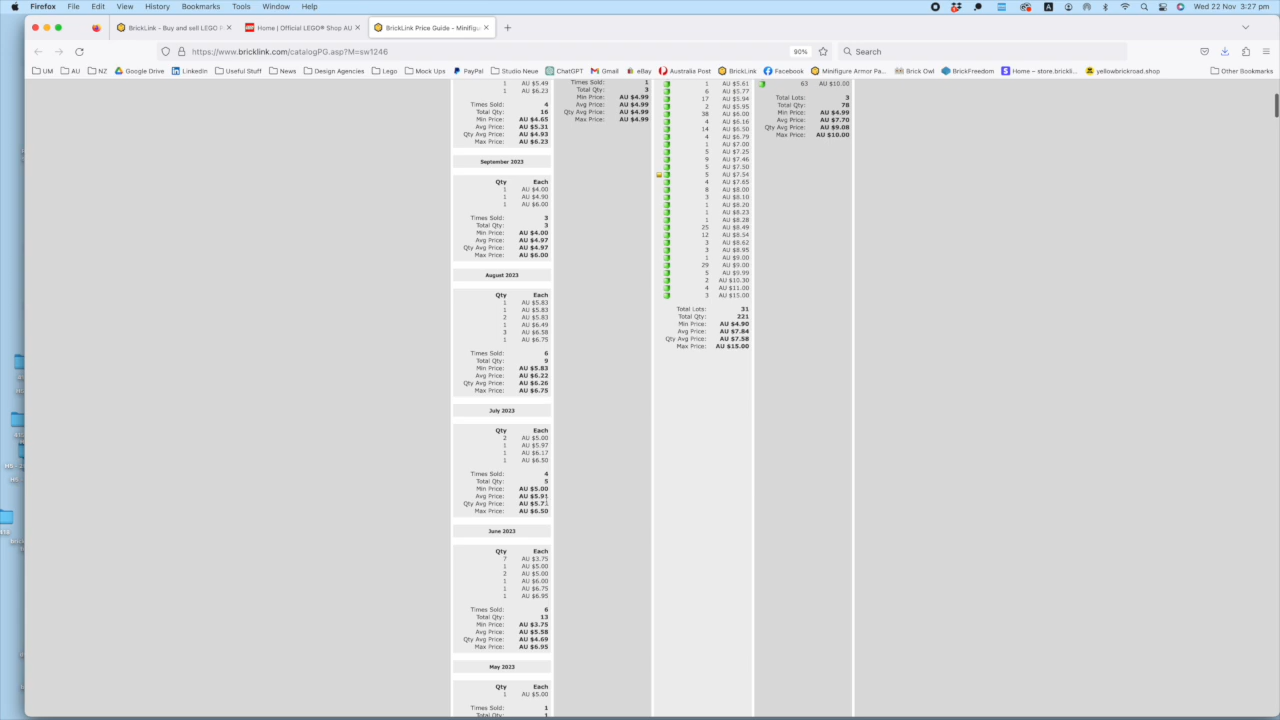 Firefox File Edit View History Bookmarks Tools Window Help
Wed 22 Nov 3:27 pm
BrickLink - Buy and sell LEGO
Home | Official LEGO® Shop AU
BrickLink Price Guide - Minifig
https://www.bricklink.com/catalogPG.asp?M=sw1246
90%
Search
UM AU NZ Google Drive LinkedIn Useful Stuff News Design Agencies Lego Mock Ups PayPal Studio Neue ChatGPT Gmail eBay Australia Post BrickLink Facebook Minifigure Armor Pa... Brick Owl BrickFreedom Home – store.brickli... yellowbrickroad.shop Other Bookmarks
1 AU $5.49
1 AU $6.23
Times Sold: 4
Total Qty: 16
Min Price: AU $4.65
Avg Price: AU $5.31
Qty Avg Price: AU $4.93
Max Price: AU $6.23
September 2023
Qty Each
1 AU $4.00
1 AU $4.90
1 AU $6.00
Times Sold: 3
Total Qty: 3
Min Price: AU $4.00
Avg Price: AU $4.97
Qty Avg Price: AU $4.97
Max Price: AU $6.00
August 2023
Qty Each
1 AU $5.83
1 AU $5.83
2 AU $5.83
1 AU $6.49
3 AU $6.58
1 AU $6.75
Times Sold: 6
Total Qty: 9
Min Price: AU $5.83
Avg Price: AU $6.22
Qty Avg Price: AU $6.26
Max Price: AU $6.75
July 2023
Qty Each
2 AU $5.00
1 AU $5.97
1 AU $6.17
1 AU $6.50
Times Sold: 4
Total Qty: 5
Min Price: AU $5.00
Avg Price: AU $5.91
Qty Avg Price: AU $5.7
Max Price: AU $6.50
June 2023
Qty Each
7 AU $3.75
1 AU $5.00
2 AU $5.00
1 AU $6.00
1 AU $6.75
1 AU $6.95
Times Sold: 6
Total Qty: 13
Min Price: AU $3.75
Avg Price: AU $5.58
Qty Avg Price: AU $4.69
Max Price: AU $6.95
May 2023
Qty Each
1 AU $5.00
Times Sold: 1
Total Qty: 1
Times Sold: 1
Total Qty: 3
Min Price: AU $4.99
Avg Price: AU $4.99
Qty Avg Price: AU $4.99
Max Price: AU $4.99
1 AU $5.61
6 AU $5.77
17 AU $5.94
2 AU $5.95
38 AU $6.00
4 AU $6.16
14 AU $6.50
4 AU $6.79
1 AU $7.00
5 AU $7.25
9 AU $7.46
5 AU $7.50
5 AU $7.54
4 AU $7.65
8 AU $8.00
3 AU $8.10
1 AU $8.20
1 AU $8.23
1 AU $8.28
25 AU $8.49
12 AU $8.54
3 AU $8.62
3 AU $8.95
1 AU $9.00
29 AU $9.00
5 AU $9.99
2 AU $10.30
4 AU $11.00
3 AU $15.00
Total Lots: 31
Total Qty: 221
Min Price: AU $4.90
Avg Price: AU $7.84
Qty Avg Price: AU $7.58
Max Price: AU $15.00
63 AU $10.00
Total Lots: 3
Total Qty: 78
Min Price: AU $4.99
Avg Price: AU $7.70
Qty Avg Price: AU $9.08
Max Price: AU $10.00